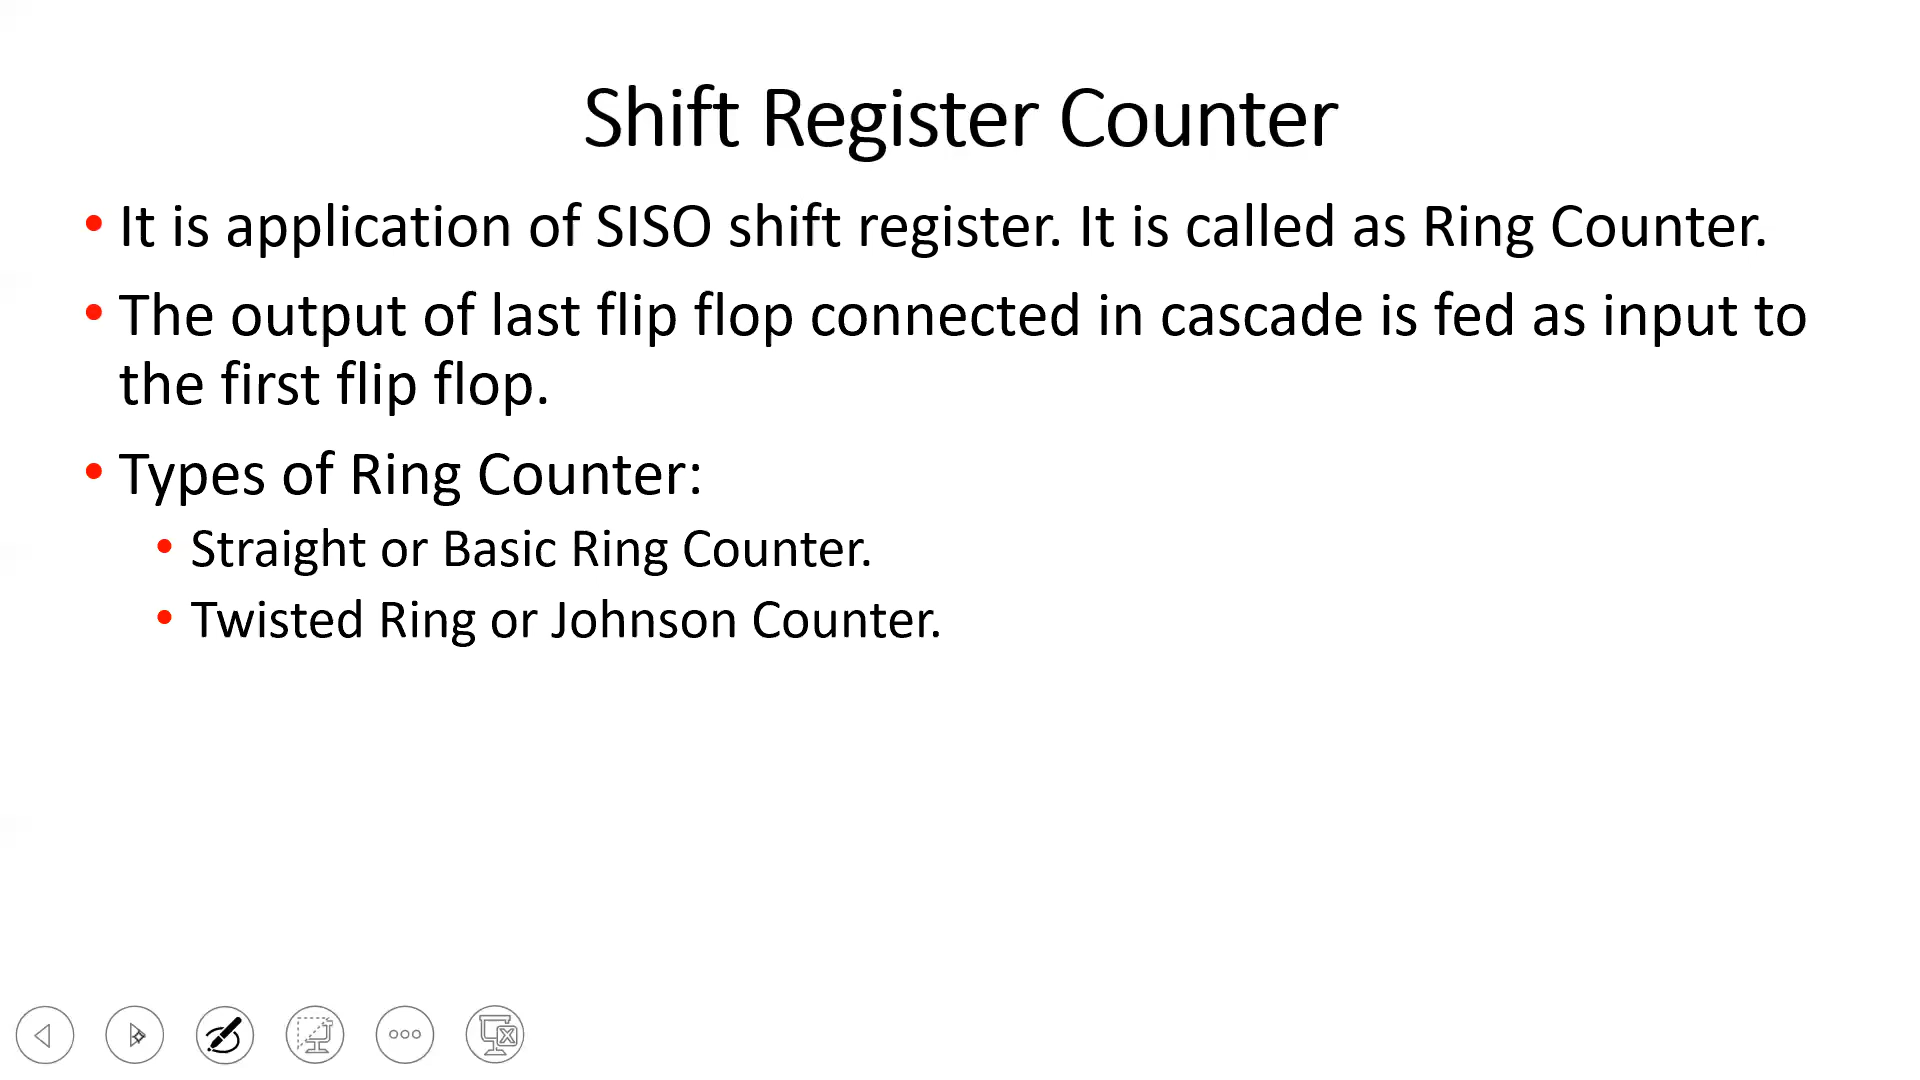 Shift Register Counter
• It is application of SISO shift register. It is called as Ring Counter.
• The output of last flip flop connected in cascade is fed as input to
the first flip flop.
• Types of Ring Counter:
• Straight or Basic Ring Counter.
• Twisted Ring or Johnson Counter.